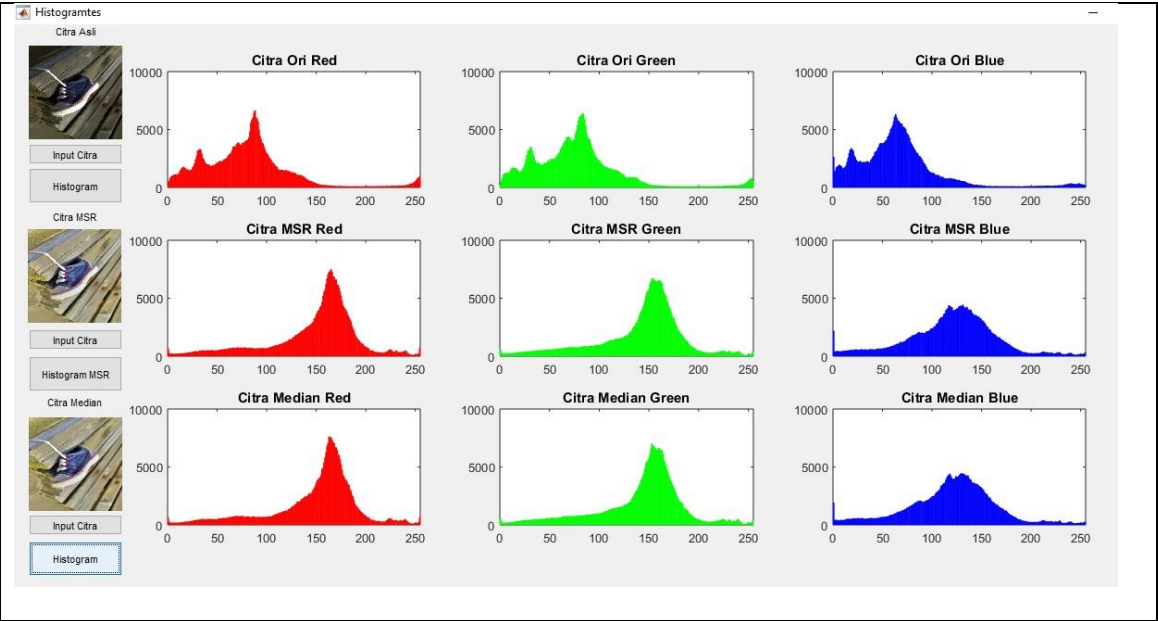 Histogramtes
Citra Asli
Input Citra
Histogram
Citra MSR
Input Citra
Histogram MSR
Citra Median
Input Citra
Histogram
Citra Ori Red
10000
5000
0
0 50 100 150 200 250
Citra Ori Green
10000
5000
0
0 50 100 150 200 250
Citra Ori Blue
10000
5000
0
0 50 100 150 200 250
Citra MSR Red
10000
5000
0
0 50 100 150 200 250
Citra MSR Green
10000
5000
0
0 50 100 150 200 250
Citra MSR Blue
10000
5000
0
0 50 100 150 200 250
Citra Median Red
10000
5000
0
0 50 100 150 200 250
Citra Median Green
10000
5000
0
0 50 100 150 200 250
Citra Median Blue
10000
5000
0
0 50 100 150 200 250